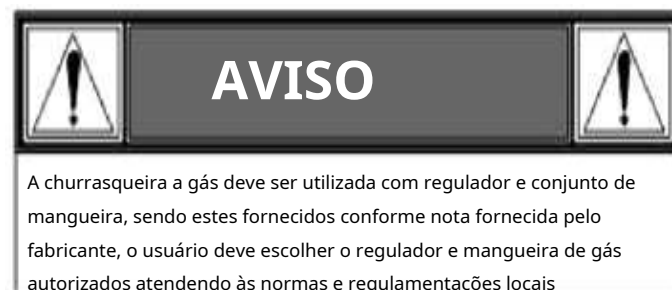 AVISO
A churrasqueira a gás deve ser utilizada com regulador e conjunto de
mangueira, sendo estes fornecidos conforme nota fornecida pelo
fabricante, o usuário deve escolher o regulador e mangueira de gás
autorizados atendendo às normas e regulamentações locais